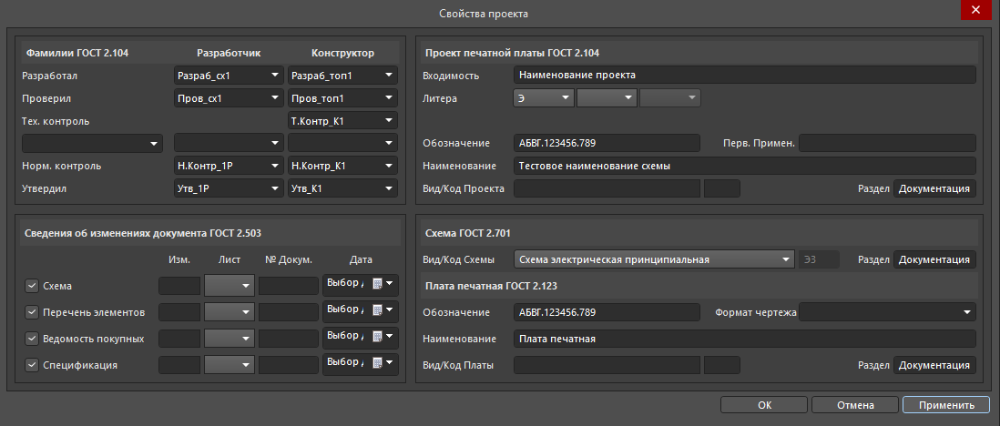 Свойства проекта
Фамилии ГОСТ 2.104 Разработчик Конструктор
Разработал Разраб_сх1 Разраб_топ1
Проверил Пров_сх1 Пров_топ1
Тех. контроль Т.Контр_К1
Норм. контроль Н.Контр_1Р Н.Контр_К1
Утвердил Утв_1Р Утв_К1
Проект печатной платы ГОСТ 2.104
Входимость Наименование проекта
Литера Э
Обозначение АБВГ.123456.789 Перв. Примен.
Наименование Тестовое наименование схемы
Вид/Код Проекта Раздел Документация
Сведения об изменениях документа ГОСТ 2.503
Изм. Лист № Докум. Дата
Схема Выбор
Перечень элементов Выбор
Ведомость покупных Выбор
Спецификация Выбор
Схема ГОСТ 2.701
Вид/Код Схемы Схема электрическая принципиальная Э3 Раздел Документация
Плата печатная ГОСТ 2.123
Обозначение АБВГ.123456.789 Формат чертежа
Наименование Плата печатная
Вид/Код Платы Раздел Документация
ОК Отмена Применить